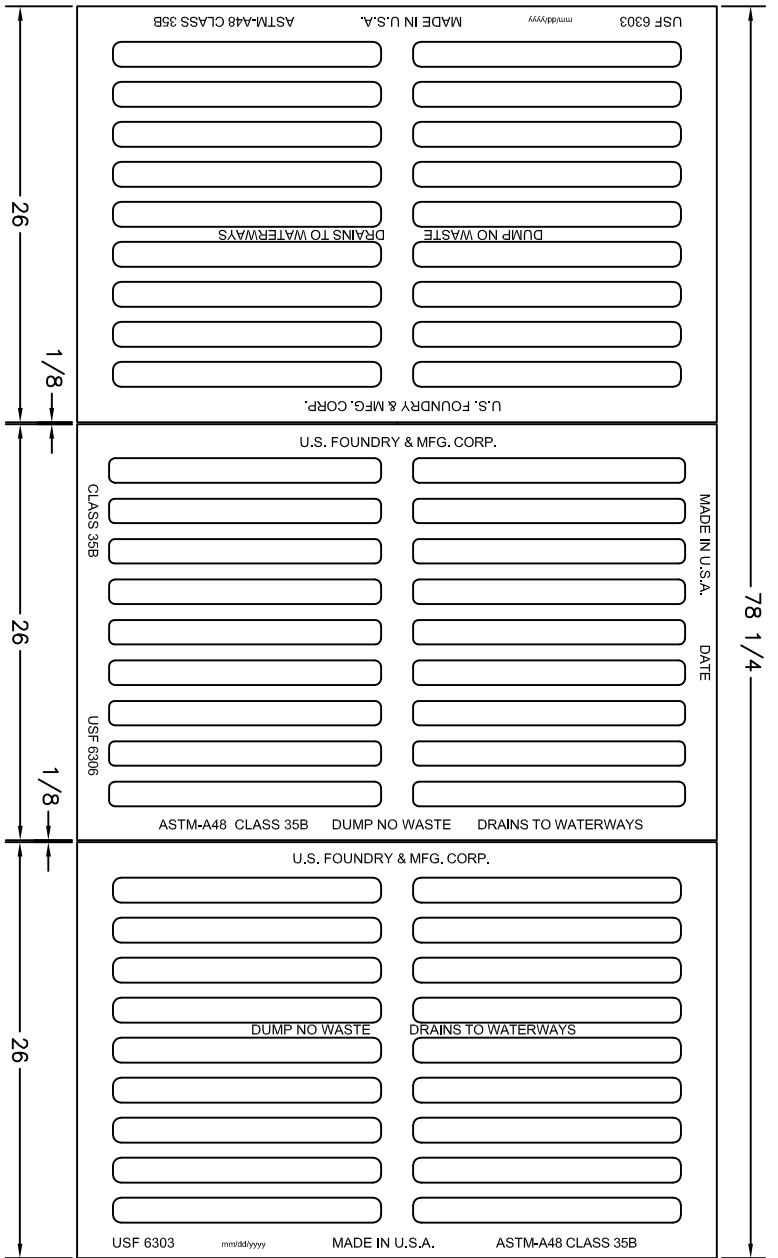 USF 6303 mm/dd/yyyy MADE IN U.S.A. ASTM-A48 CLASS 35B
DUMP NO WASTE DRAINS TO WATERWAYS
U.S. FOUNDRY & MFG. CORP.
26
1/8
78 1/4
U.S. FOUNDRY & MFG. CORP.
CLASS 35B
USF 6306
MADE IN U.S.A.
DATE
ASTM-A48 CLASS 35B DUMP NO WASTE DRAINS TO WATERWAYS
26
1/8
U.S. FOUNDRY & MFG. CORP.
DUMP NO WASTE DRAINS TO WATERWAYS
USF 6303 mm/dd/yyyy MADE IN U.S.A. ASTM-A48 CLASS 35B
26